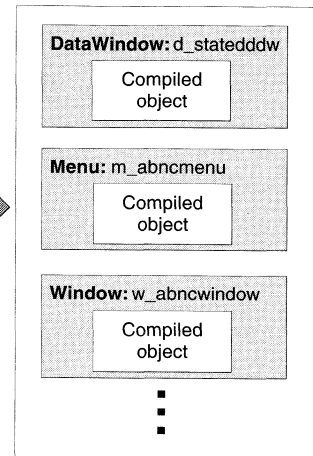 DataWindow: d_statedddw
Compiled
object
Menu: m_abncmenu
Compiled
object
Window: w_abncwindow
Compiled
object